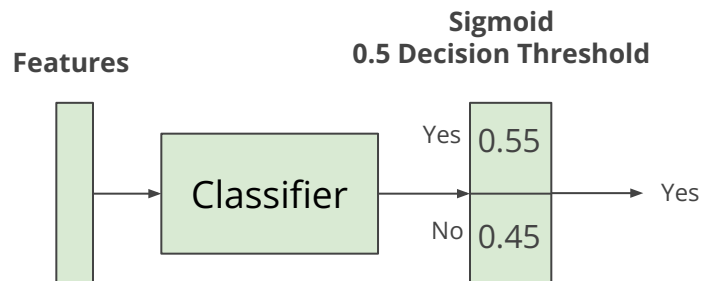 Sigmoid
0.5 Decision Threshold
Features
Yes 0.55
Classifier
Yes
No 0.45